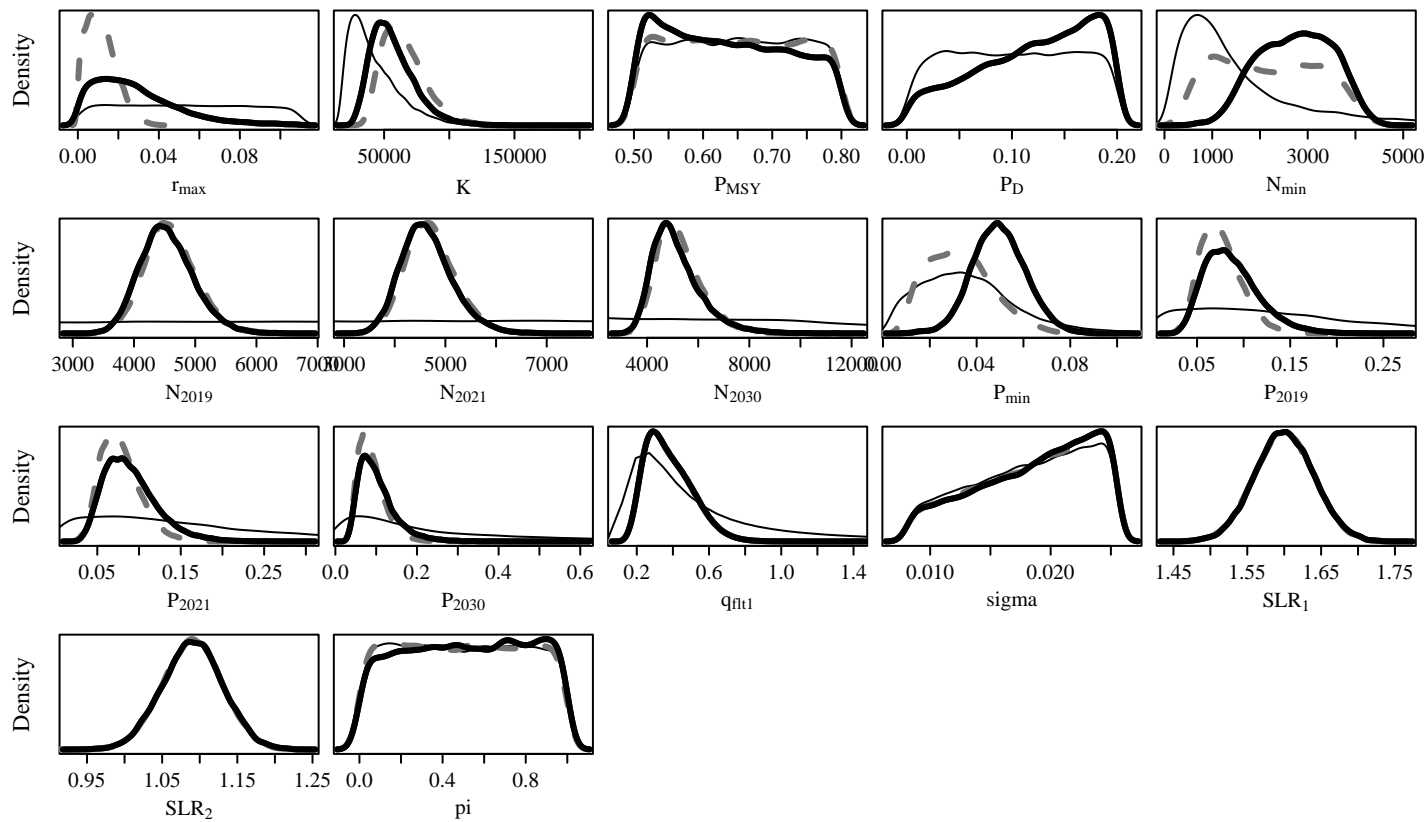 Density
0.00 0.04 0.08
r_max
50000 150000
K
0.50 0.60 0.70 0.80
P_MSY
0.00 0.10 0.20
P_D
0 1000 3000 5000
N_min
Density
3000 4000 5000 6000 7000
N_2019
3000 4000 5000 6000 7000
N_2021
4000 8000 12000
N_2030
0.00 0.04 0.08
P_min
0.05 0.15 0.25
P_2019
Density
0.05 0.15 0.25
P_2021
0.0 0.2 0.4 0.6
P_2030
0.2 0.6 1.0 1.4
q_flt1
0.010 0.020
sigma
1.45 1.55 1.65 1.75
SLR_1
Density
0.95 1.05 1.15 1.25
SLR_2
0.0 0.4 0.8
pi